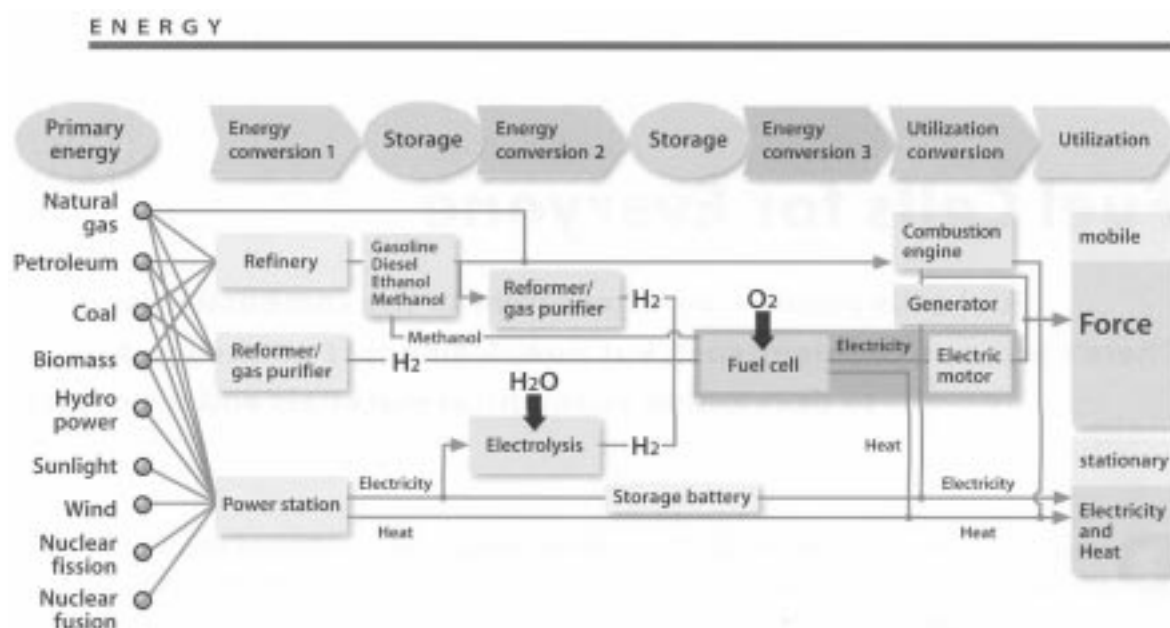 ENERGY
Primary
energy
Energy
conversion 1
Storage
Energy
conversion 2
Storage
Energy
conversion 3
Utilization
conversion
Utilization
Natural
gas
Petroleum
Coal
Biomass
Hydro
power
Sunlight
Wind
Nuclear
fission
Nuclear
fusion
Refinery
Gasoline
Diesel
Ethanol
Methanol
Reformer/
gas purifier
H2
Methanol
Reformer/
gas purifier
H2
H2O
Electrolysis
H2
O2
Fuel cell
Electricity
Combustion
engine
Generator
Electric
motor
Heat
Power station
Electricity
Heat
Storage battery
Electricity
Heat
mobile
Force
stationary
Electricity
and
Heat